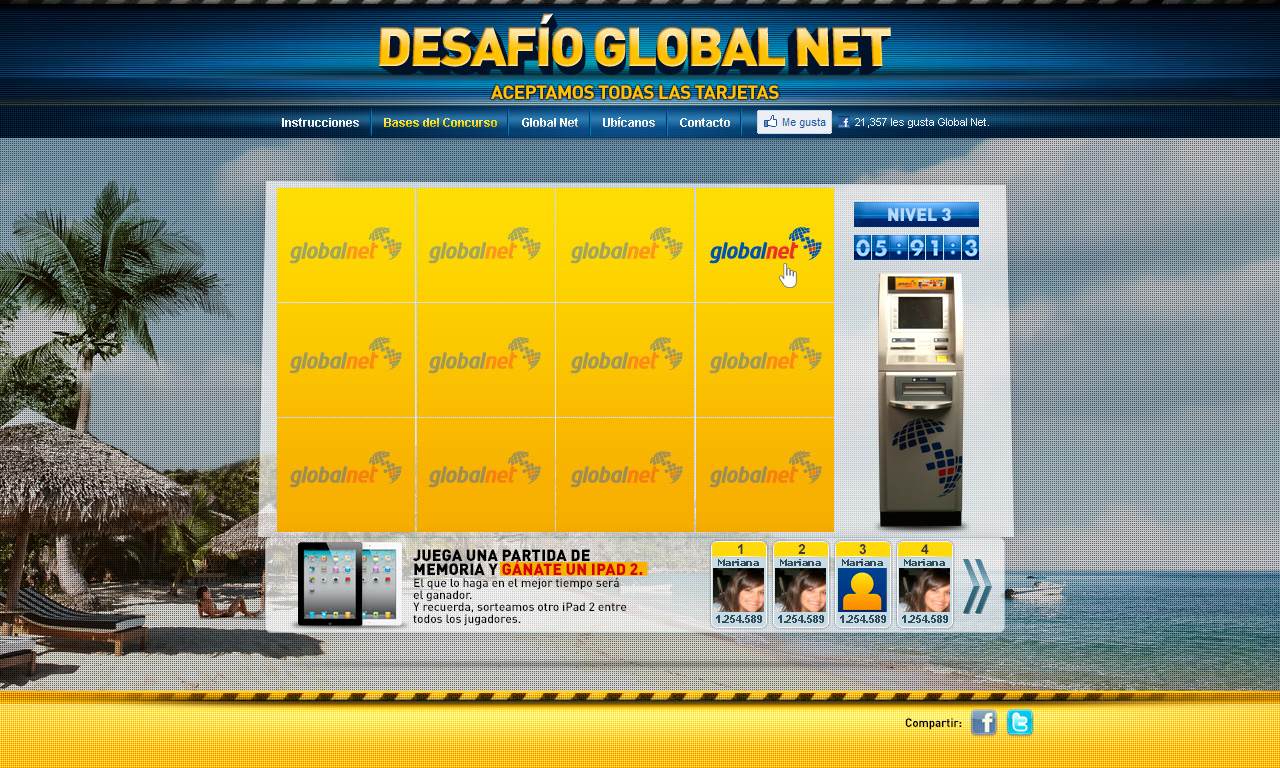 DESAFÍO GLOBAL NET
ACEPTAMOS TODAS LAS TARJETAS
Instrucciones
Bases del Concurso
Global Net
Ubícanos
Contacto
Me gusta
21,357 les gusta Global Net.
globalnet
globalnet
globalnet
globalnet
NIVEL 3
05:91:3
globalnet
globalnet
globalnet
globalnet
globalnet
globalnet
globalnet
globalnet
JUEGA UNA PARTIDA DE
MEMORIA Y GÁNATE UN IPAD 2.
El que lo haga en el mejor tiempo será
el ganador.
Y recuerda, sorteamos otro iPad 2 entre
todos los jugadores.
1
Mariana
1.254.589
2
Mariana
1.254.589
3
Mariana
1.254.589
4
Mariana
1.254.589
Compartir: